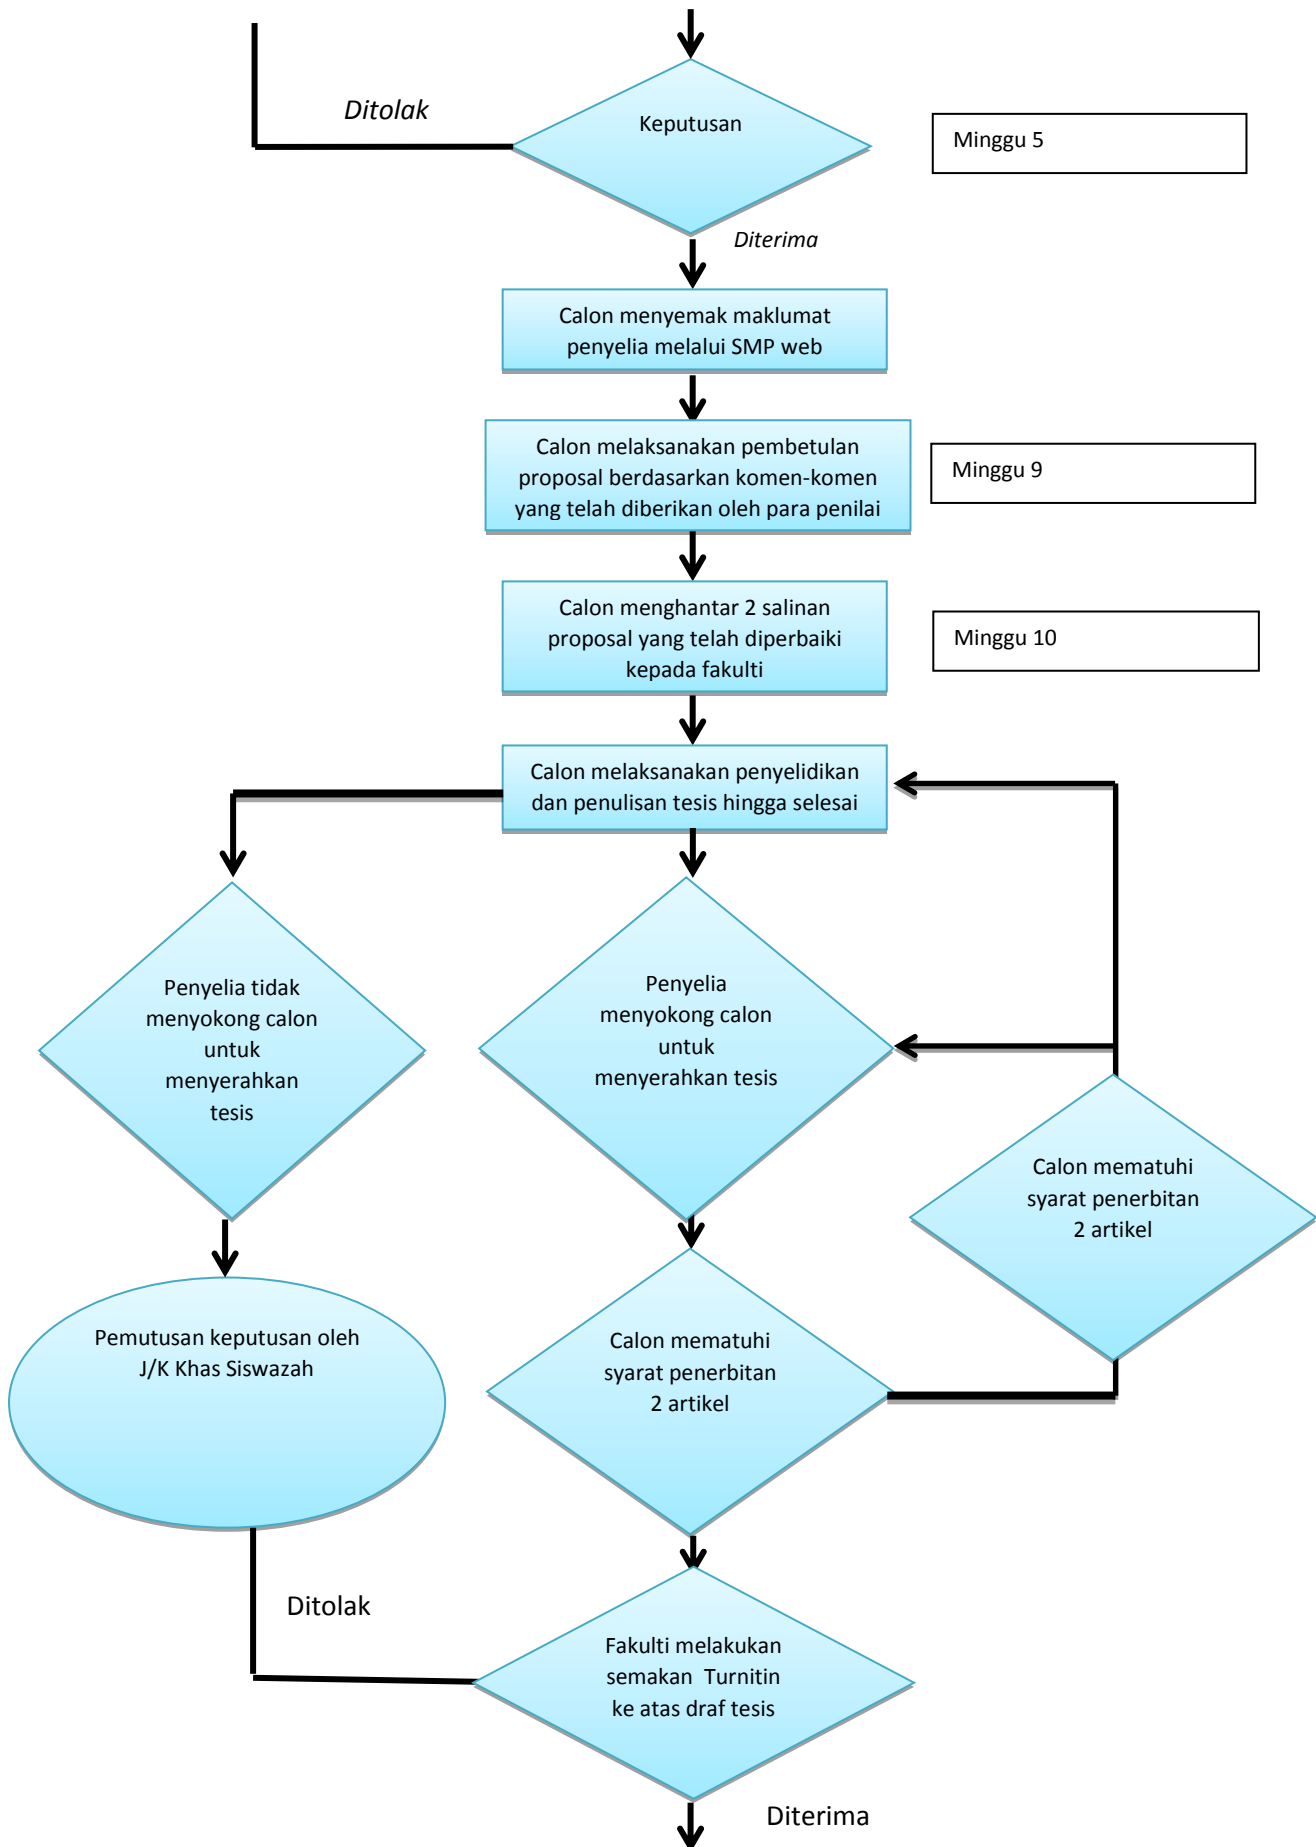 Ditolak
Keputusan
Minggu 5
Diterima
Calon menyemak maklumat
penyelia melalui SMP web
Calon melaksanakan pembetulan
proposal berdasarkan komen-komen
yang telah diberikan oleh para penilai
Minggu 9
Calon menghantar 2 salinan
proposal yang telah diperbaiki
kepada fakulti
Minggu 10
Calon melaksanakan penyelidikan
dan penulisan tesis hingga selesai
Penyelia tidak
menyokong calon
untuk
menyerahkan
tesis
Penyelia
menyokong calon
untuk
menyerahkan tesis
Calon mematuhi
syarat penerbitan
2 artikel
Pemutusan keputusan oleh
J/K Khas Siswazah
Calon mematuhi
syarat penerbitan
2 artikel
Ditolak
Fakulti melakukan
semakan Turnitin
ke atas draf tesis
Diterima